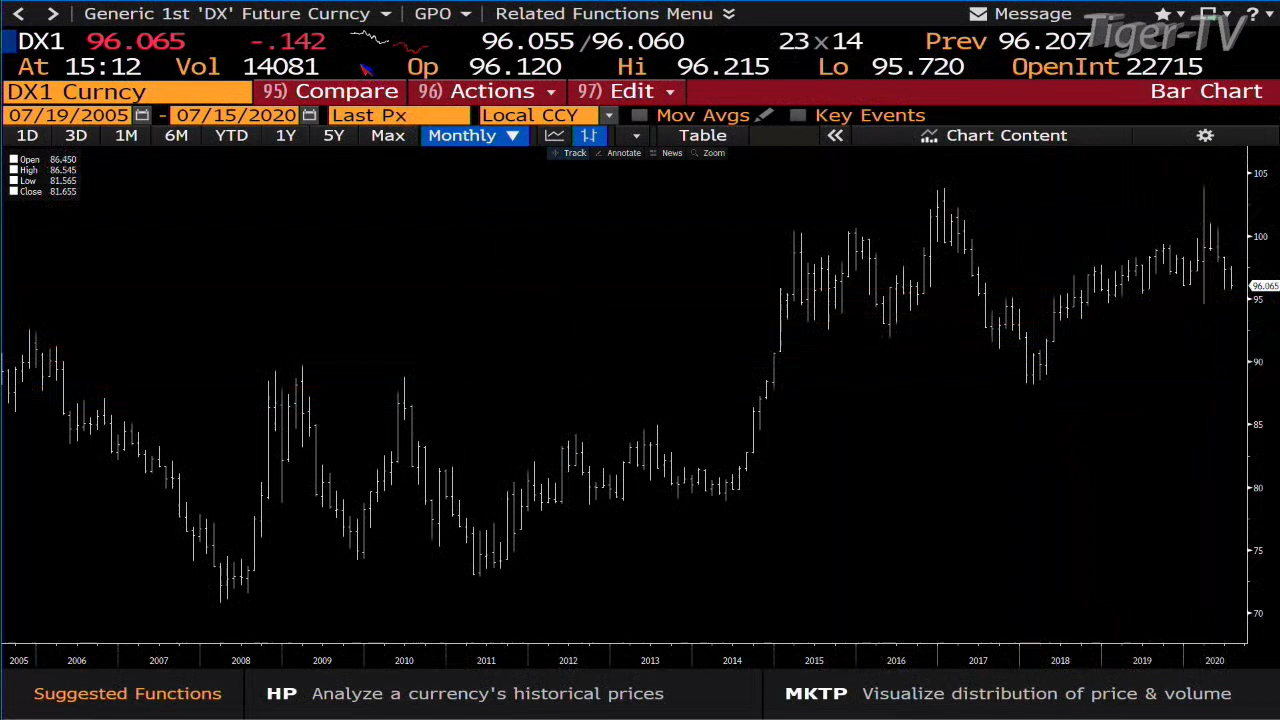 Generic 1st 'DX' Future Curncy GPO Related Functions Menu Message ?
Tiger-TV
DX1 96.065 -.142 96.055/96.060 23x14 Prev 96.207
At 15:12 Vol 14081 Op 96.120 Hi 96.215 Lo 95.720 OpenInt 22715
DX1 Curncy 95) Compare 96) Actions 97) Edit Bar Chart
07/19/2005 - 07/15/2020 Last Px Local CCY Mov Avgs Key Events
1D 3D 1M 6M YTD 1Y 5Y Max Monthly ▼ Table Chart Content
Track Annotate News Zoom
Open 86.450
High 86.545
Low 81.565
Close 81.655
105
100
96.065
95
90
85
80
75
70
2005 2006 2007 2008 2009 2010 2011 2012 2013 2014 2015 2016 2017 2018 2019 2020
Suggested Functions HP Analyze a currency's historical prices MKTP Visualize distribution of price & volume